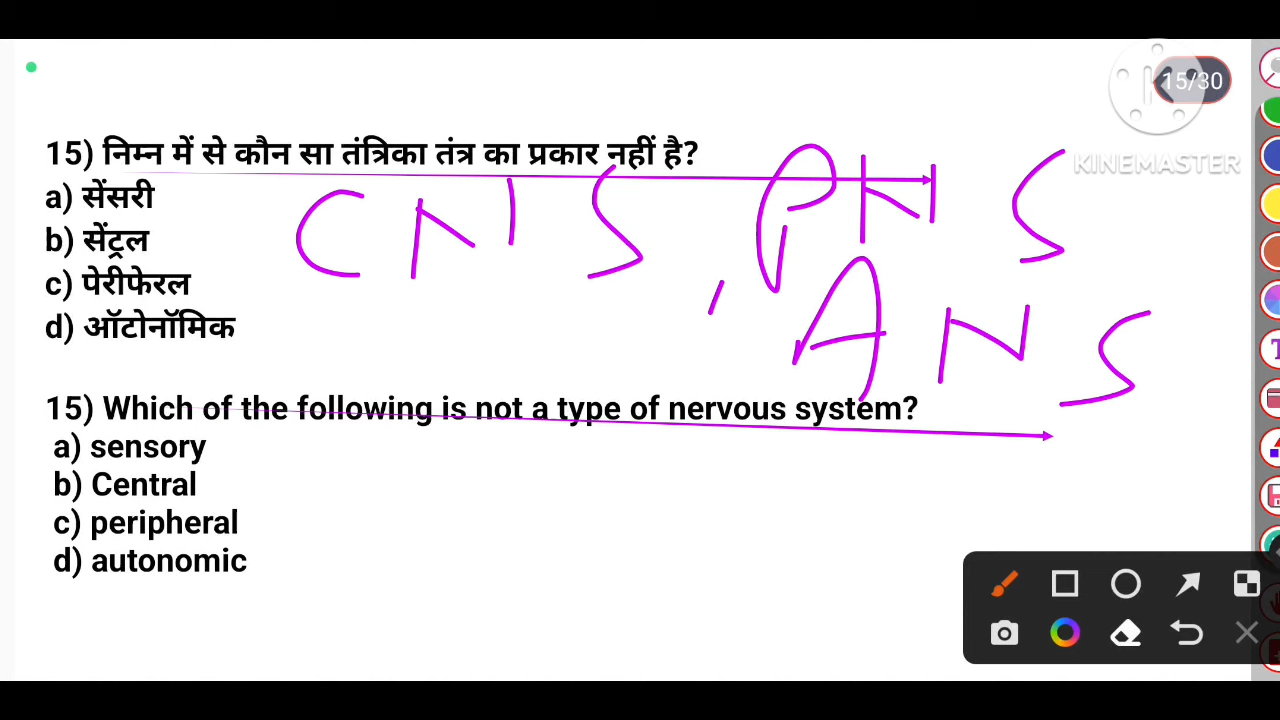 15/30
KINEMASTER
15) निम्न में से कौन सा तंत्रिका तंत्र का प्रकार नहीं है?
a) सेंसरी
b) सेंट्रल
c) पेरीफेरल
d) ऑटोनॉमिक
CNS, PNS
ANS
15) Which of the following is not a type of nervous system?
a) sensory
b) Central
c) peripheral
d) autonomic